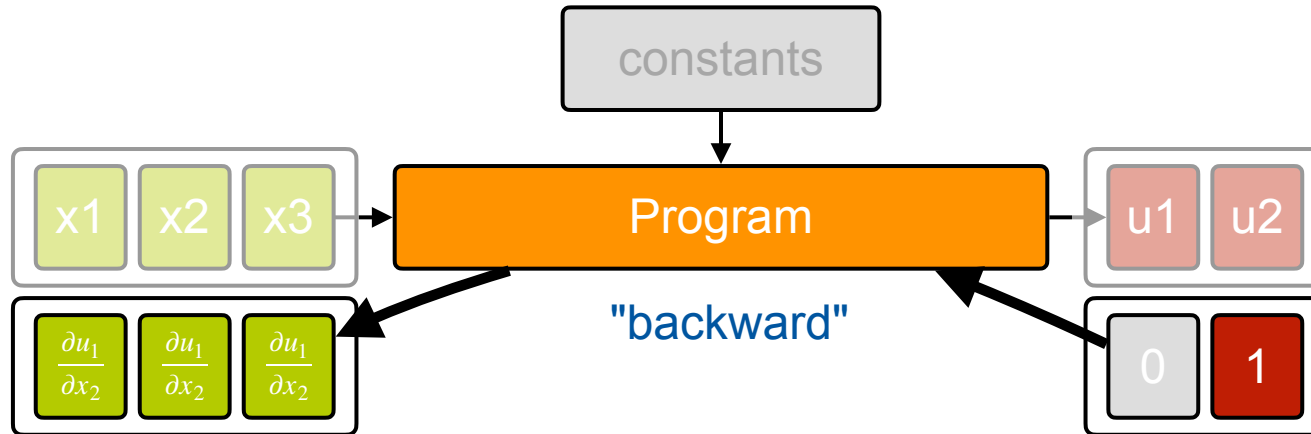 constants
x1 x2 x3 Program u1 u2
"backward"
∂u₁/∂x₂ ∂u₁/∂x₂ ∂u₁/∂x₂ 0 1